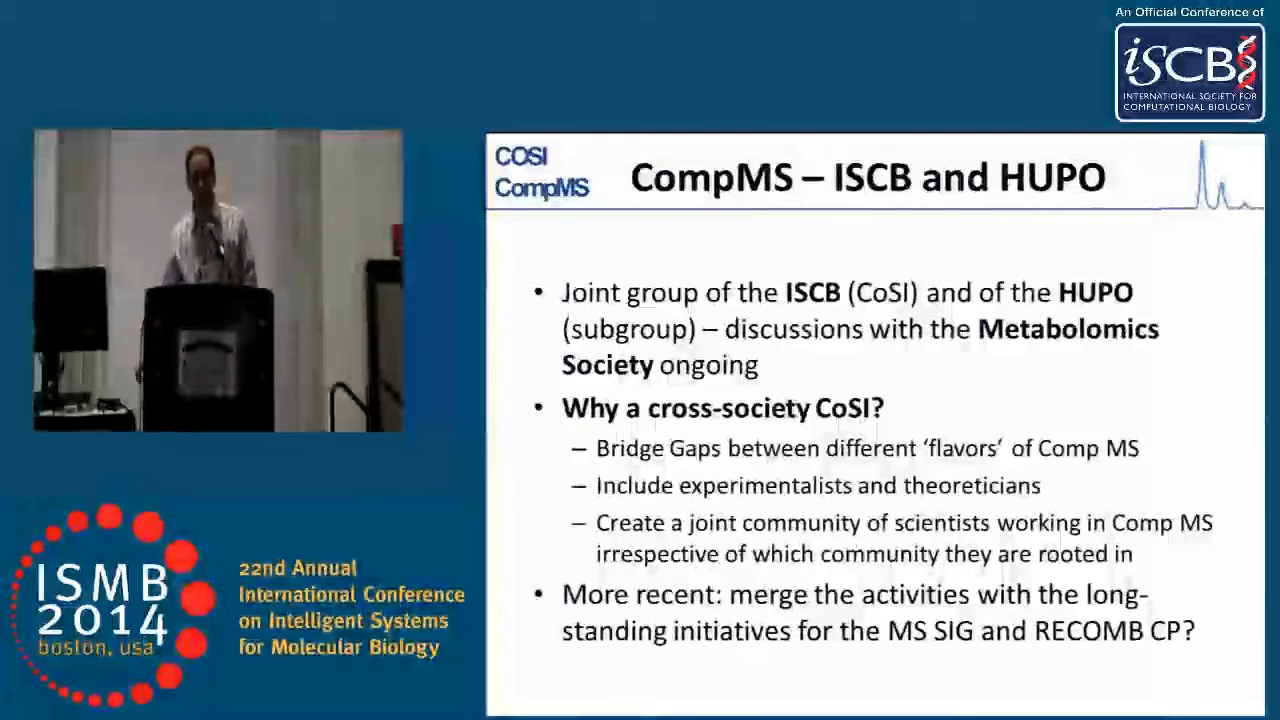 An Official Conference of
iSCB
INTERNATIONAL SOCIETY FOR
COMPUTATIONAL BIOLOGY
COSI
CompMS
CompMS – ISCB and HUPO
• Joint group of the ISCB (CoSI) and of the HUPO
(subgroup) – discussions with the Metabolomics
Society ongoing
• Why a cross-society CoSI?
– Bridge Gaps between different ‘flavors’ of Comp MS
– Include experimentalists and theoreticians
– Create a joint community of scientists working in Comp MS
irrespective of which community they are rooted in
• More recent: merge the activities with the long-
standing initiatives for the MS SIG and RECOMB CP?
ISMB
2014
boston, usa
22nd Annual
International Conference
on Intelligent Systems
for Molecular Biology